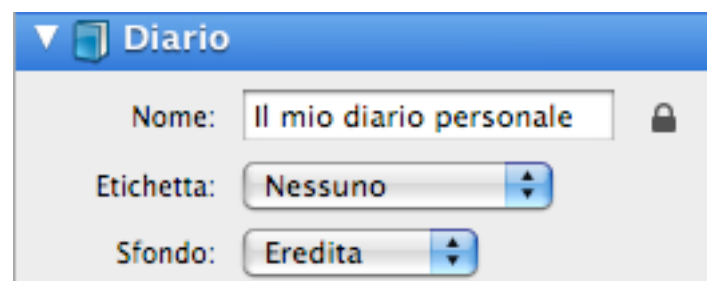 Diario
Nome: Il mio diario personale
Etichetta: Nessuno
Sfondo: Eredita